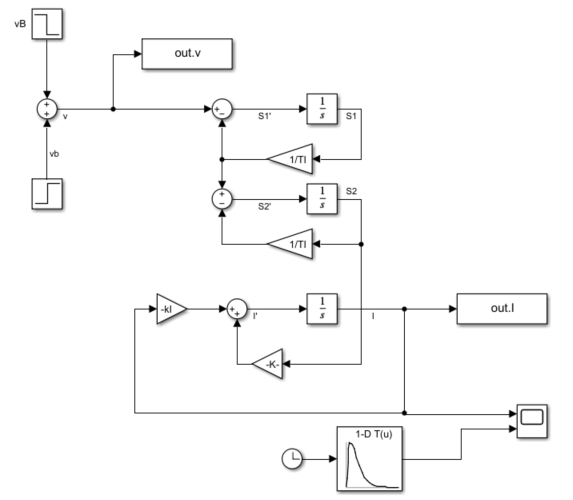 vB
out.v
+
+
v
+
−
S1'
1
s
S1
vb
1/TI
+
−
S2'
1
s
S2
1/TI
-kI
+
+
I'
1
s
I
out.I
-K-
1-D T(u)